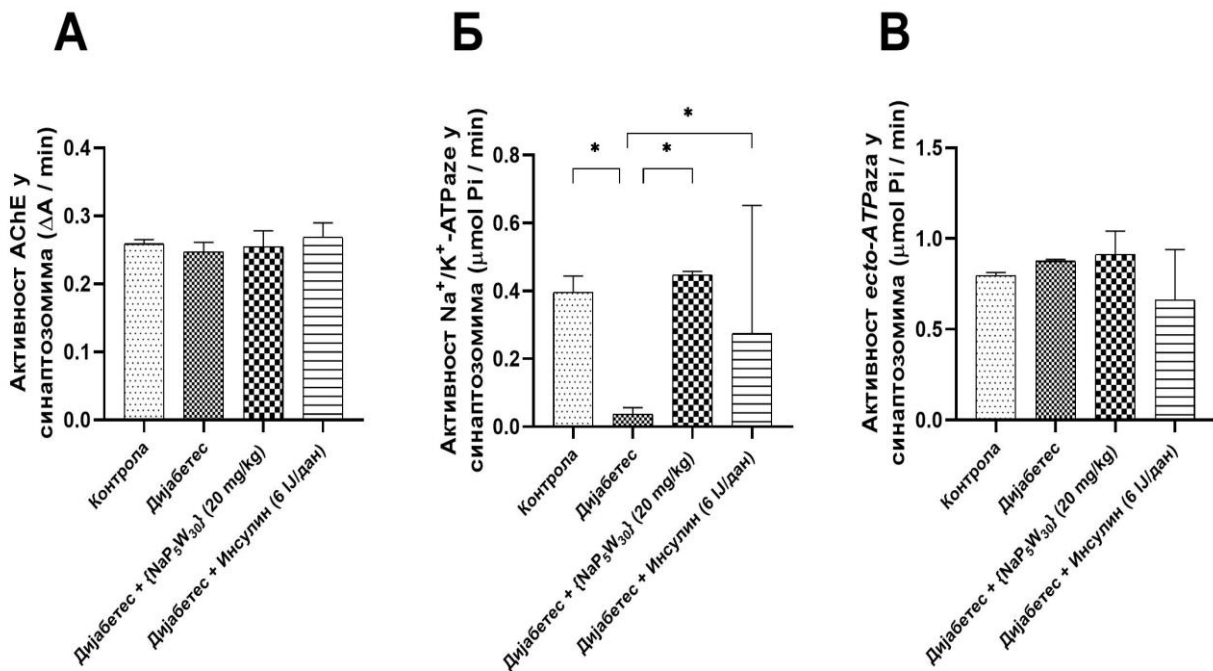 А
Активност AChE у
синаптозомима (ΔA / min)
0.4
0.3
0.2
0.1
0.0
Контрола
Дијабетес
Дијабетес + {NaP₅W₃₀} (20 mg/kg)
Дијабетес + Инсулин (6 IJ/дан)
Б
Активност Na⁺/K⁺-ATPазе у
синаптозомима (μmol Pi / min)
0.8
0.6
0.4
0.2
0.0
*
*
*
Контрола
Дијабетес
Дијабетес + {NaP₅W₃₀} (20 mg/kg)
Дијабетес + Инсулин (6 IJ/дан)
В
Активност ecto-ATPаза у
синаптозомима (μmol Pi / min)
1.5
1.0
0.5
0.0
Контрола
Дијабетес
Дијабетес + {NaP₅W₃₀} (20 mg/kg)
Дијабетес + Инсулин (6 IJ/дан)